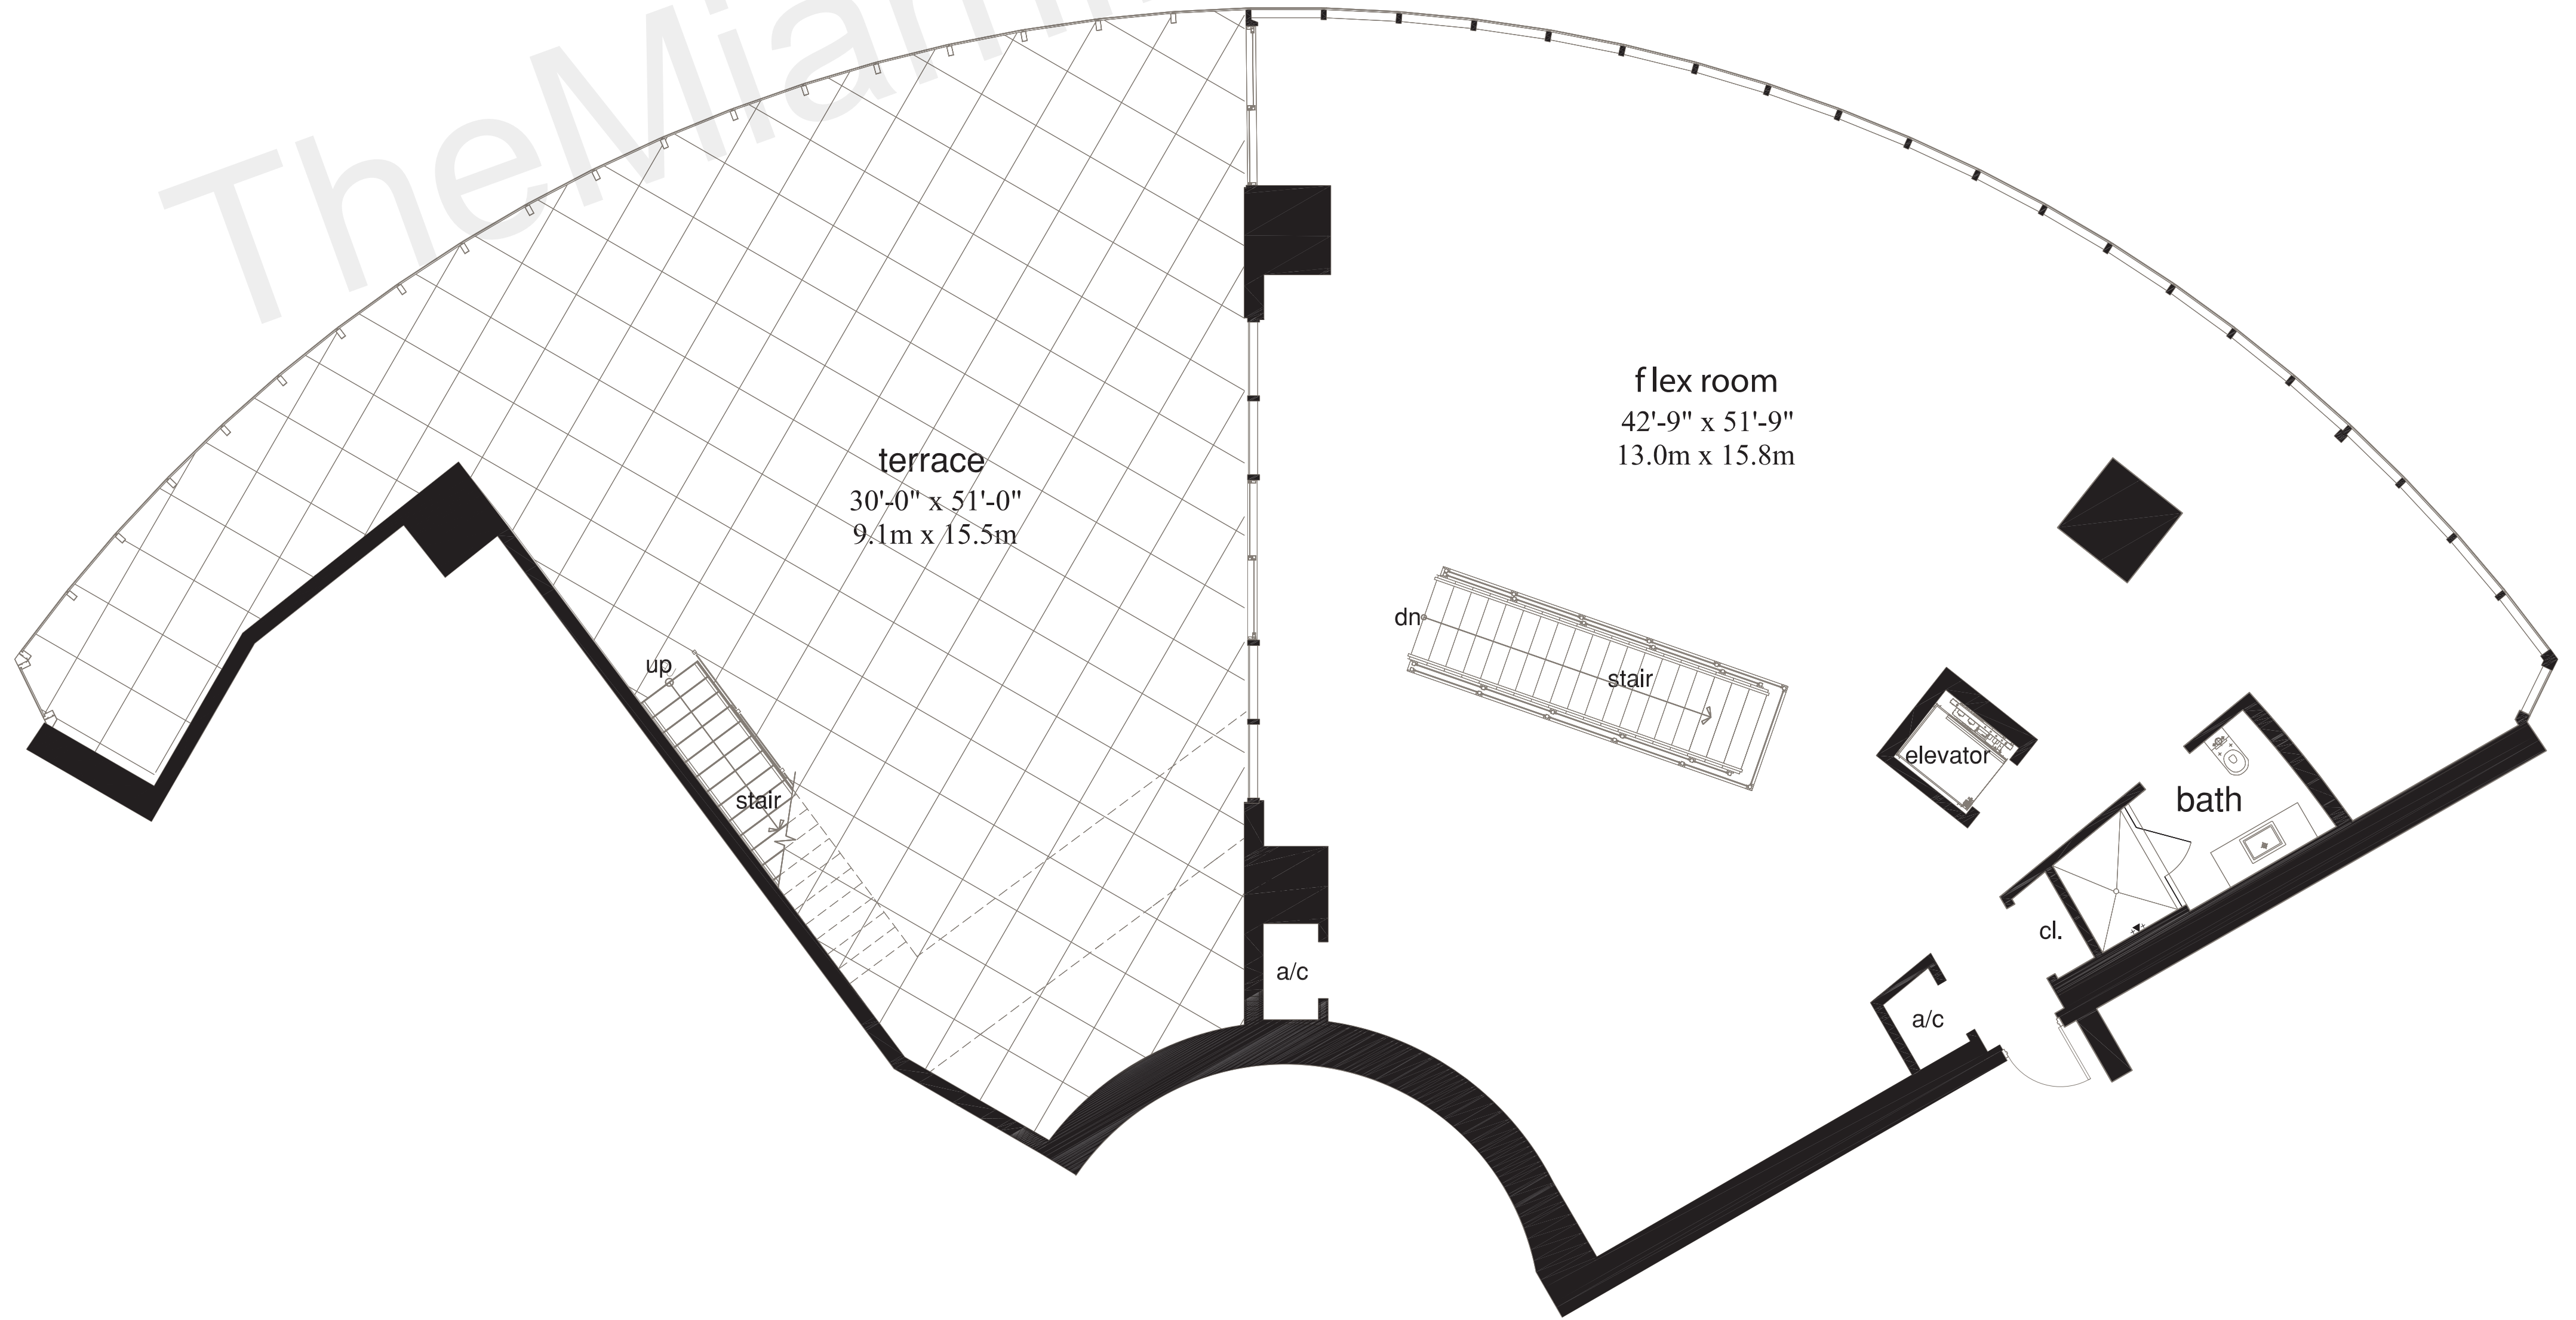 TheMiami
flex room
42'-9" x 51'-9"
13.0m x 15.8m
terrace
30'-0" x 51'-0"
9.1m x 15.5m
dn
stair
up
stair
elevator
bath
cl.
a/c
a/c